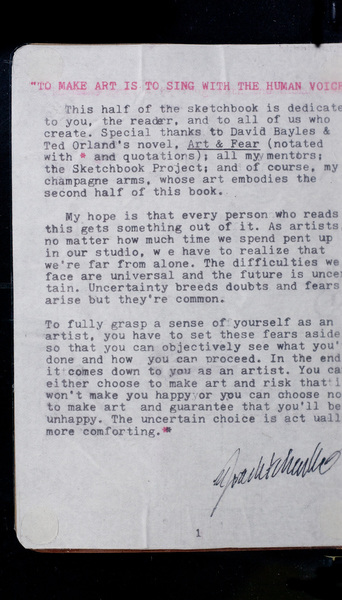 "TO MAKE ART IS TO SING WITH THE HUMAN VOIC
This half of the sketchbook is dedicate
to you, the reader, and to all of us who
create. Special thanks to David Bayles &
Ted Orland's novel, Art & Fear (notated
with * and quotations); all my mentors;
the Sketchbook Project; and of course, my
champagne arms, whose art embodies the
second half of this book.
My hope is that every person who reads
this gets something out of it. As artists
no matter how much time we spend pent up
in our studio, w e have to realize that
we're far from alone. The difficulties we
face are universal and the future is uncer
tain. Uncertainty breeds doubts and fears
arise but they're common.
To fully grasp a sense of yourself as an
artist, you have to set these fears aside
so that you can objectively see what you'
done and how you can proceed. In the end
it comes down to you as an artist. You ca
either choose to make art and risk that i
won't make you happy or you can choose no
to make art and guarantee that you'll be
unhappy. The uncertain choice is act uall
more comforting.*
1